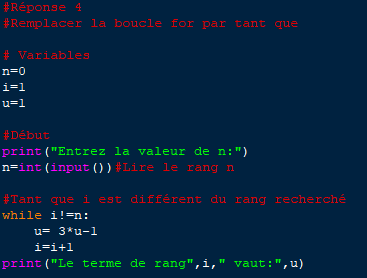 #Réponse 4
#Remplacer la boucle for par tant que
# Variables
n=0
i=1
u=1
#Début
print("Entrez la valeur de n:")
n=int(input())#Lire le rang n
#Tant que i est différent du rang recherché
while i!=n:
u= 3*u-1
i=i+1
print("Le terme de rang",i," vaut:",u)